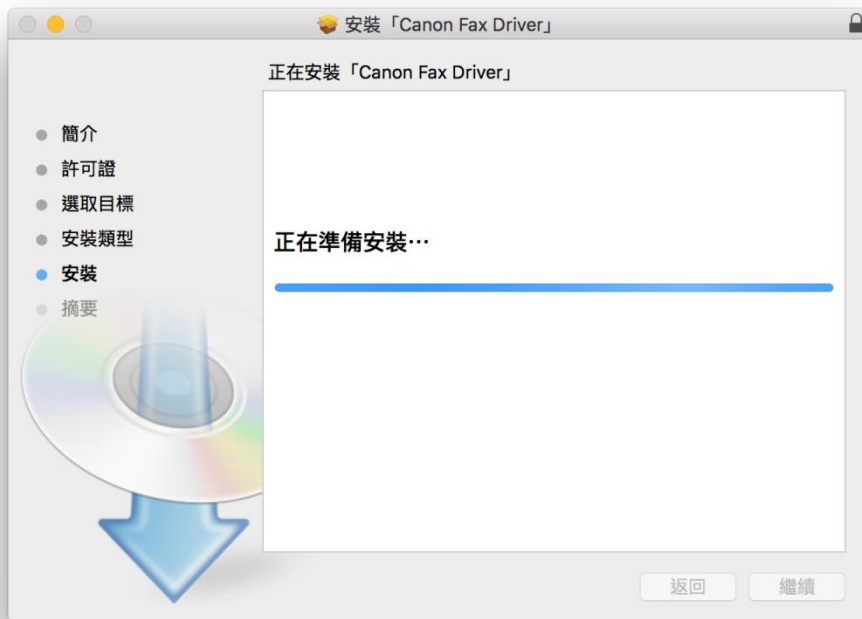 安裝「Canon Fax Driver」
正在安裝「Canon Fax Driver」
簡介
許可證
選取目標
安裝類型
安裝
摘要
正在準備安裝⋯
返回
繼續